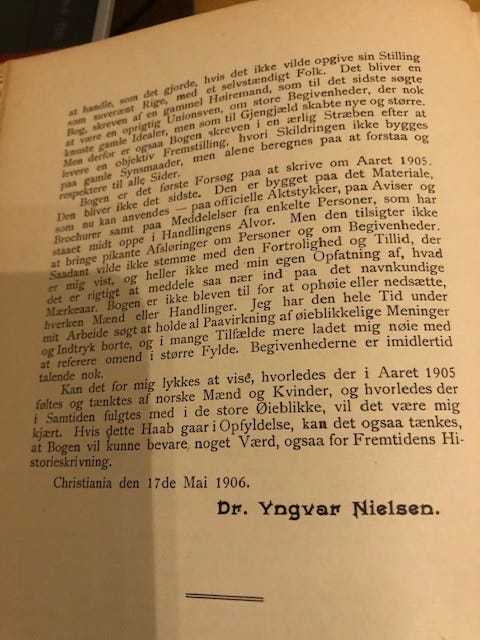 at handle, som det gjorde, hvis det ikke vilde opgive sin Stilling
som suverænt Rige, med et selvstændigt Folk. Det bliver en
Bog, skreven af en gammel Høiremand, som til det sidste søgte
at være en oprigtig Unionsven, om store Begivenheder, der nok
knuste gamle Idealer, men som til Gjengjæld skabte nye og større.
Men derfor er ogsaa Bogen skreven i en ærlig Stræben efter at
levere en objektiv Fremstilling, hvori Skildringen ikke bygges
paa gamle Synsmaader, men alene beregnes paa at forstaa og
respektere til alle Sider.
Bogen er det første Forsøg paa at skrive om Aaret 1905.
Den bliver ikke det sidste. Den er bygget paa det Materiale,
som nu kan anvendes — paa officielle Aktstykker, paa Aviser og
Brochurer samt paa Meddelelser fra enkelte Personer, som har
staaet midt oppe i Handlingens Alvor. Men den tilsigter ikke
at bringe pikante Afsløringer om Personer og om Begivenheder.
Saadant vilde ikke stemme med den Fortrolighed og Tillid, der
er mig vist, og heller ikke med min egen Opfatning af, hvad
det er rigtigt at meddele saa nær ind paa det navnkundige
Mærkeaar. Bogen er ikke bleven til for at ophøie eller nedsætte,
hverken Mænd eller Handlinger. Jeg har den hele Tid under
mit Arbeide søgt at holde al Paavirkning af øieblikkelige Meninger
og Indtryk borte, og i mange Tilfælde mere ladet mig nøie med
at referere omend i større Fylde. Begivenhederne er imidlertid
talende nok.
Kan det for mig lykkes at vise, hvorledes der i Aaret 1905
føltes og tænktes af norske Mænd og Kvinder, og hvorledes der
i Samtiden fulgtes med i de store Øieblikke, vil det være mig
kjært. Hvis dette Haab gaar i Opfyldelse, kan det ogsaa tænkes,
at Bogen vil kunne bevare noget Værd, ogsaa for Fremtidens Hi-
storieskrivning.
Christiania den 17de Mai 1906.
Dr. Yngvar Nielsen.